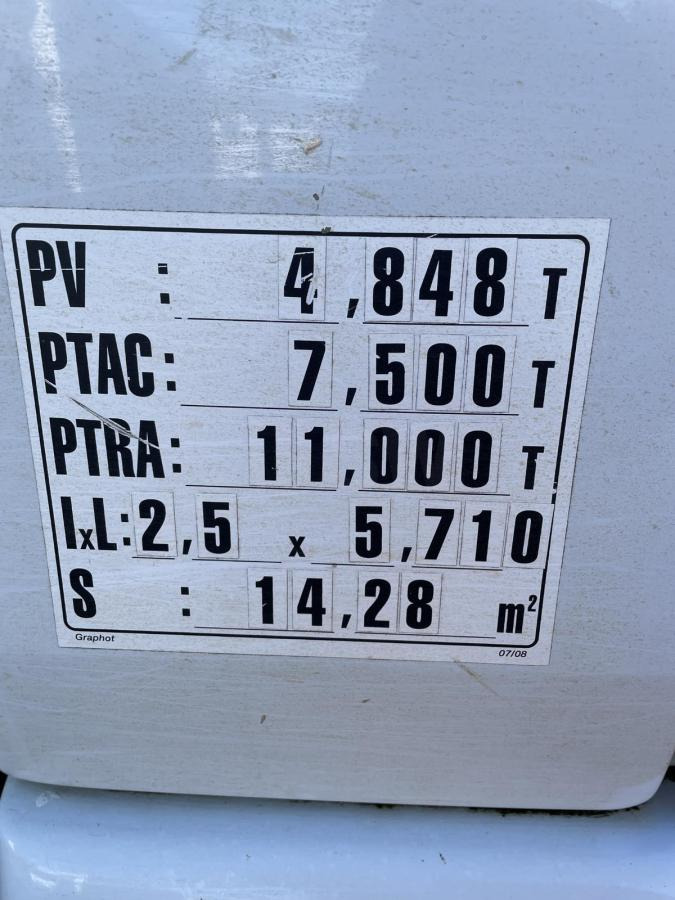 PV : 4,848 T
PTAC: 7,500 T
PTRA: 11,000 T
lxL: 2,5 x 5,710
S : 14,28 m²
Graphot 07/08